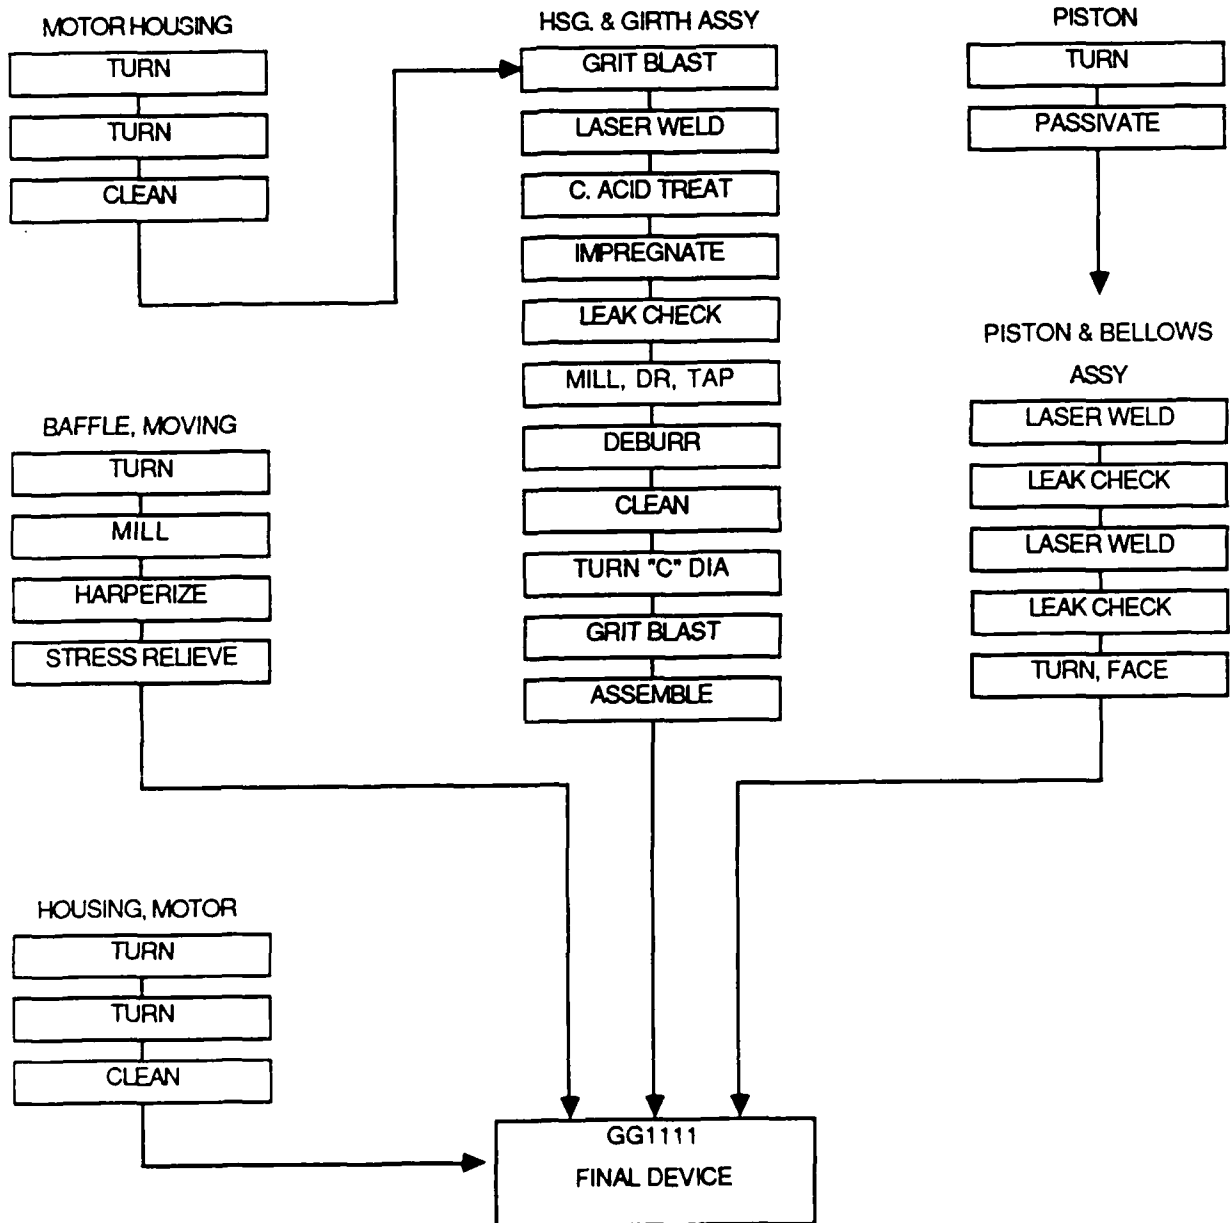 MOTOR HOUSING
TURN
TURN
CLEAN
BAFFLE, MOVING
TURN
MILL
HARPERIZE
STRESS RELIEVE
HOUSING, MOTOR
TURN
TURN
CLEAN
HSG. & GIRTH ASSY
GRIT BLAST
LASER WELD
C. ACID TREAT
IMPREGNATE
LEAK CHECK
MILL, DR, TAP
DEBURR
CLEAN
TURN "C" DIA
GRIT BLAST
ASSEMBLE
PISTON
TURN
PASSIVATE
PISTON & BELLOWS
ASSY
LASER WELD
LEAK CHECK
LASER WELD
LEAK CHECK
TURN, FACE
GG1111
FINAL DEVICE